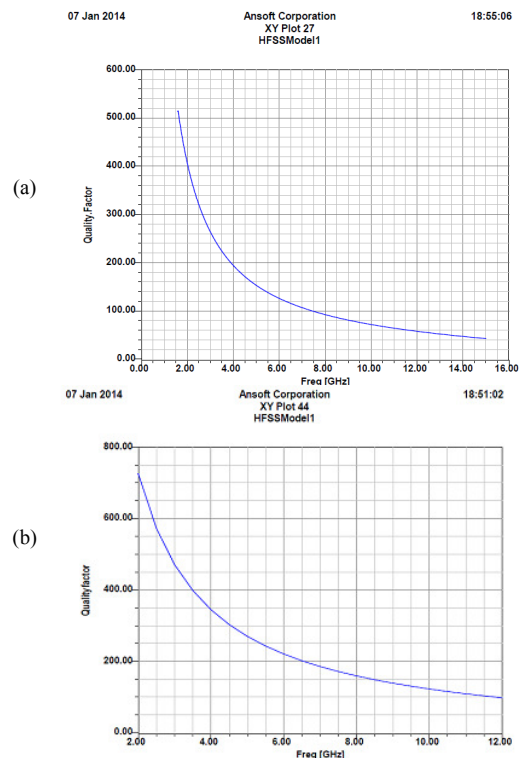 07 Jan 2014 Ansoft Corporation 18:55:06
XY Plot 27
HFSSModel1
600.00
500.00
400.00
(a)
300.00
Quality.Factor
200.00
100.00
0.00
0.00 2.00 4.00 6.00 8.00 10.00 12.00 14.00 16.00
Freq [GHz]
07 Jan 2014 Ansoft Corporation 18:51:02
XY Plot 44
HFSSModel1
800.00
600.00
(b)
400.00
Qualityfactor
200.00
0.00
2.00 4.00 6.00 8.00 10.00 12.00
Freq [GHz]